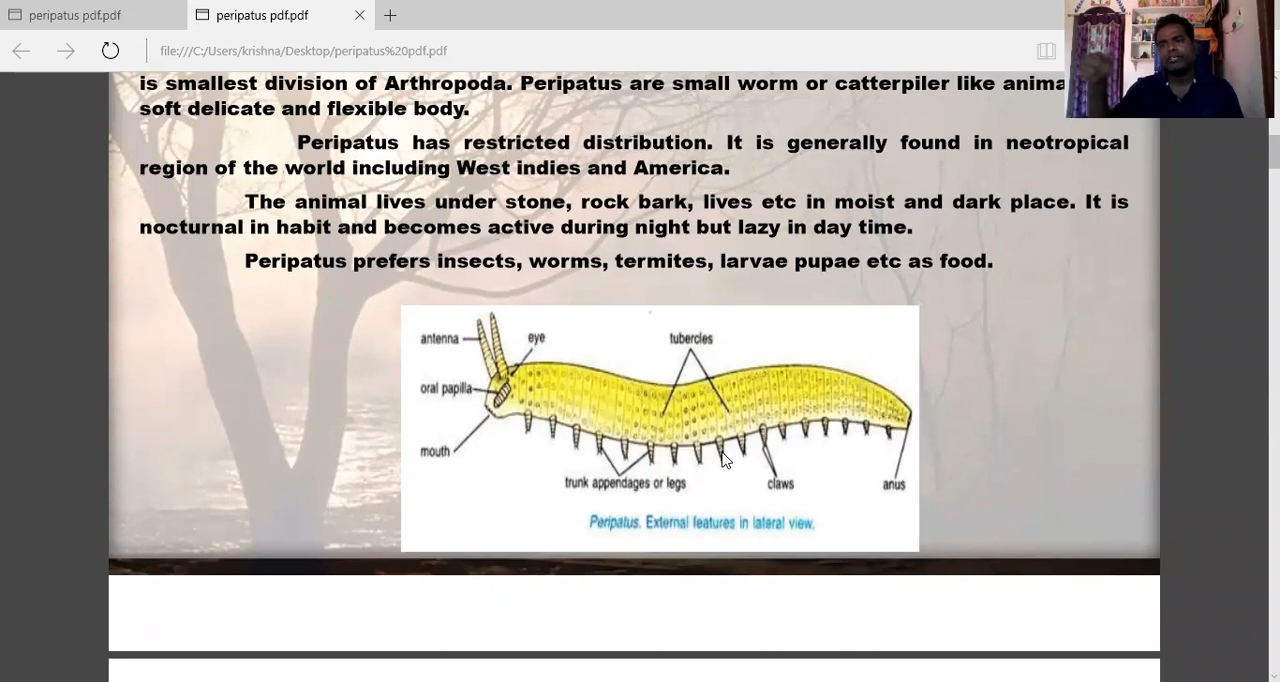 peripatus pdf.pdf
peripatus pdf.pdf
file:///C:/Users/krishna/Desktop/peripatus%20pdf.pdf
is smallest division of Arthropoda. Peripatus are small worm or catterpiler like
soft delicate and flexible body.
Peripatus has restricted distribution. It is generally found in neotropical
region of the world including West indies and America.
The animal lives under stone, rock bark, lives etc in moist and dark place. It is
nocturnal in habit and becomes active during night but lazy in day time.
Peripatus prefers insects, worms, termites, larvae pupae etc as food.
antenna
eye
tubercles
oral papilla
mouth
trunk appendages or legs
claws
anus
Peripatus. External features in lateral view.